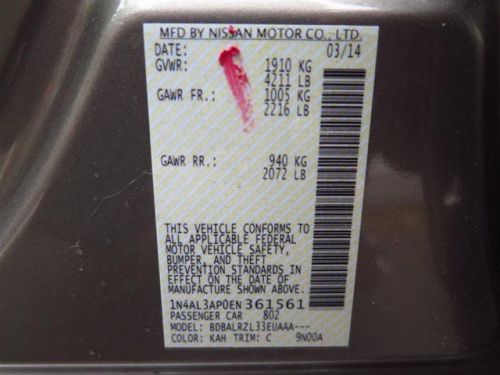 MFD BY NISSAN MOTOR CO., LTD.
DATE: 03/14
GVWR: 1910 KG
4211 LB
GAWR FR.: 1005 KG
2216 LB
GAWR RR.: 940 KG
2072 LB
THIS VEHICLE CONFORMS TO
ALL APPLICABLE FEDERAL
MOTOR VEHICLE SAFETY,
BUMPER, AND THEFT
PREVENTION STANDARDS IN
EFFECT ON THE DATE OF
MANUFACTURE SHOWN ABOVE.
1N4AL3AP0EN 361561
PASSENGER CAR 802
MODEL: BDBALRZL33EUAAA---
COLOR: KAH TRIM: C 9N00A